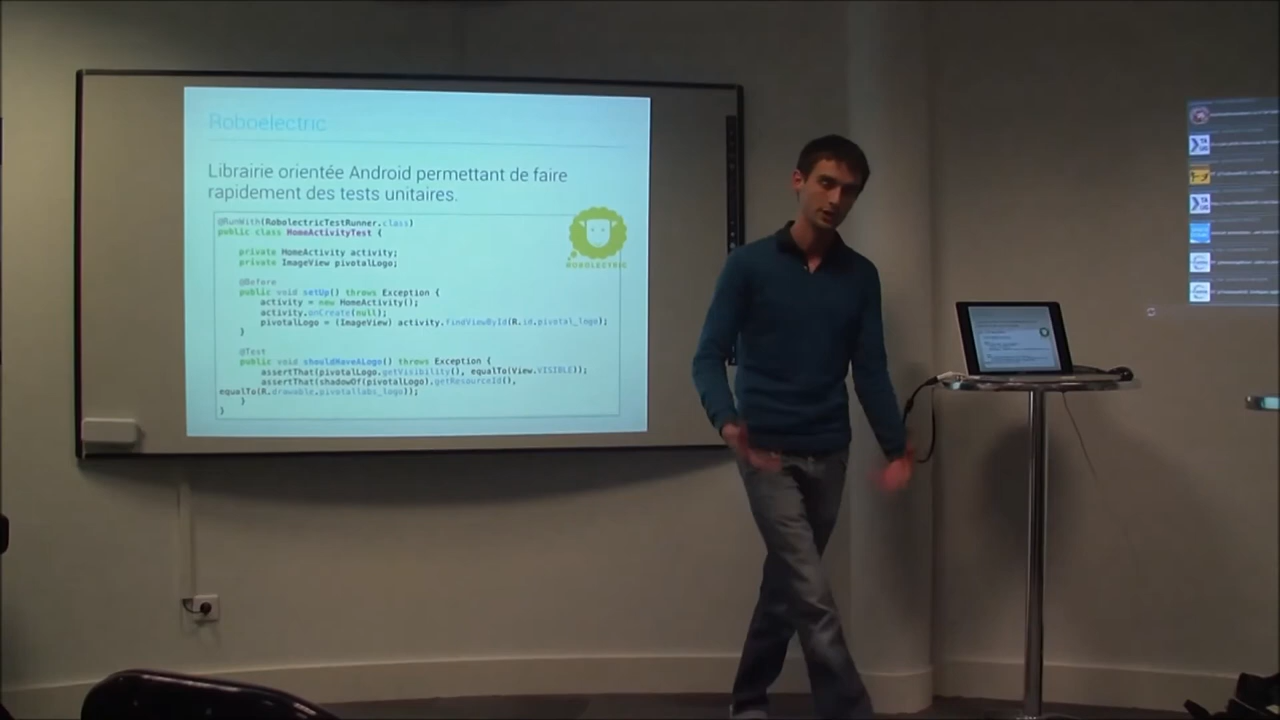 Roboelectric
Librairie orientée Android permettant de faire
rapidement des tests unitaires.
@RunWith(RobolectricTestRunner.class)
public class HomeActivityTest {
private HomeActivity activity;
private ImageView pivotalLogo;
@Before
public void setUp() throws Exception {
activity = new HomeActivity();
activity.onCreate(null);
pivotalLogo = (ImageView) activity.findViewById(R.id.pivotal_logo);
}
@Test
public void shouldHaveALogo() throws Exception {
assertThat(pivotalLogo.getVisibility(), equalTo(View.VISIBLE));
assertThat(shadowOf(pivotalLogo).getResourceId(),
equalTo(R.drawable.pivotallabs_logo));
}
}
ROBOLECTRIC